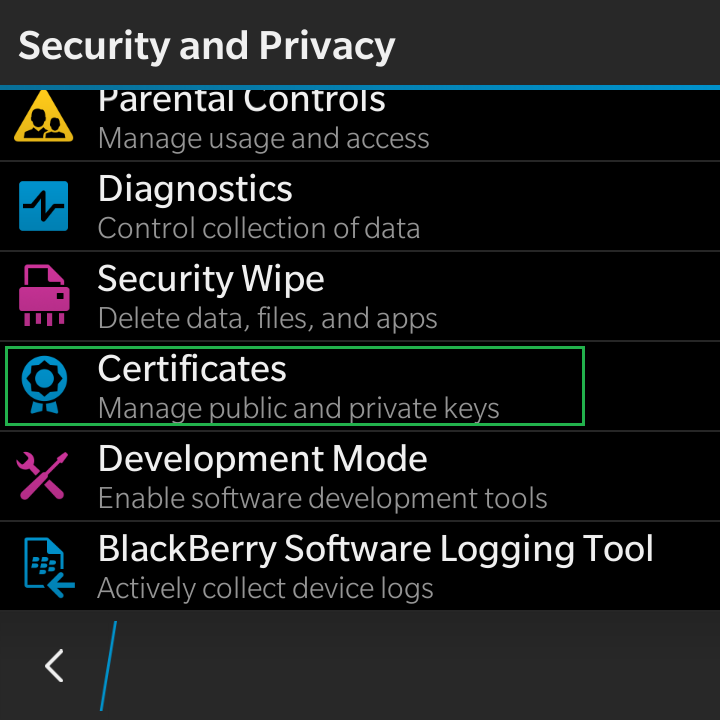 Security and Privacy
Parental Controls
Manage usage and access
Diagnostics
Control collection of data
Security Wipe
Delete data, files, and apps
Certificates
Manage public and private keys
Development Mode
Enable software development tools
BlackBerry Software Logging Tool
Actively collect device logs